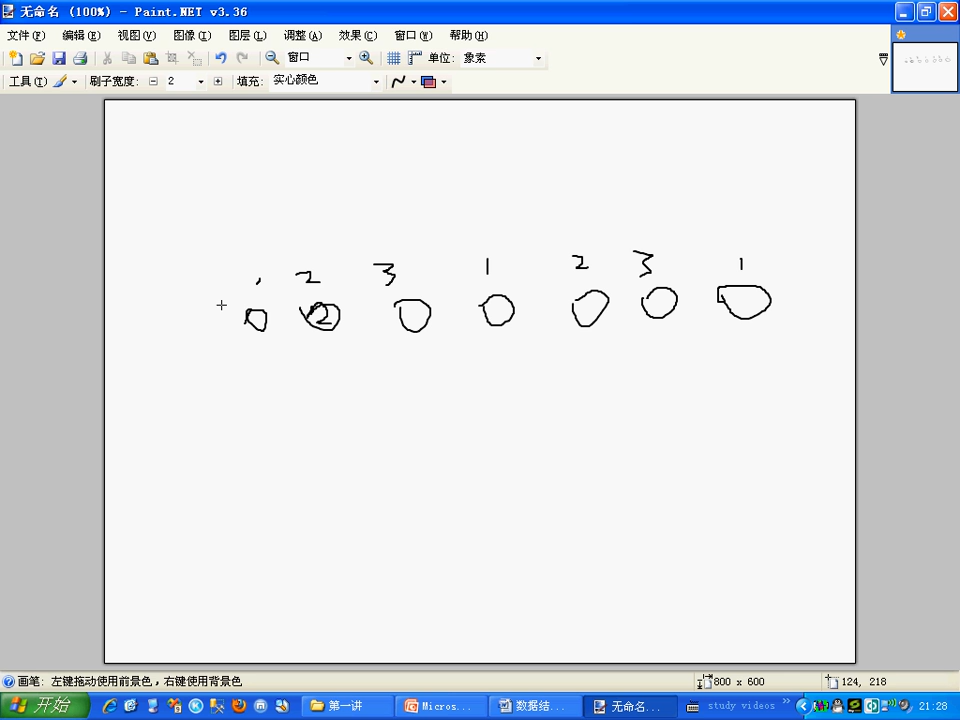 无命名 (100%) - Paint.NET v3.36
文件(F) 编辑(E) 视图(V) 图像(I) 图层(L) 调整(A) 效果(C) 窗口(W) 帮助(H)
窗口 单位: 象素
工具(T) 刷子宽度: 2 填充: 实心颜色
2 3 1 2 3 1
2
画笔: 左键拖动使用前景色,右键使用背景色 800 x 600 124, 218
开始 第一讲 Micros... 数据结... 无命名... study videos 21:28